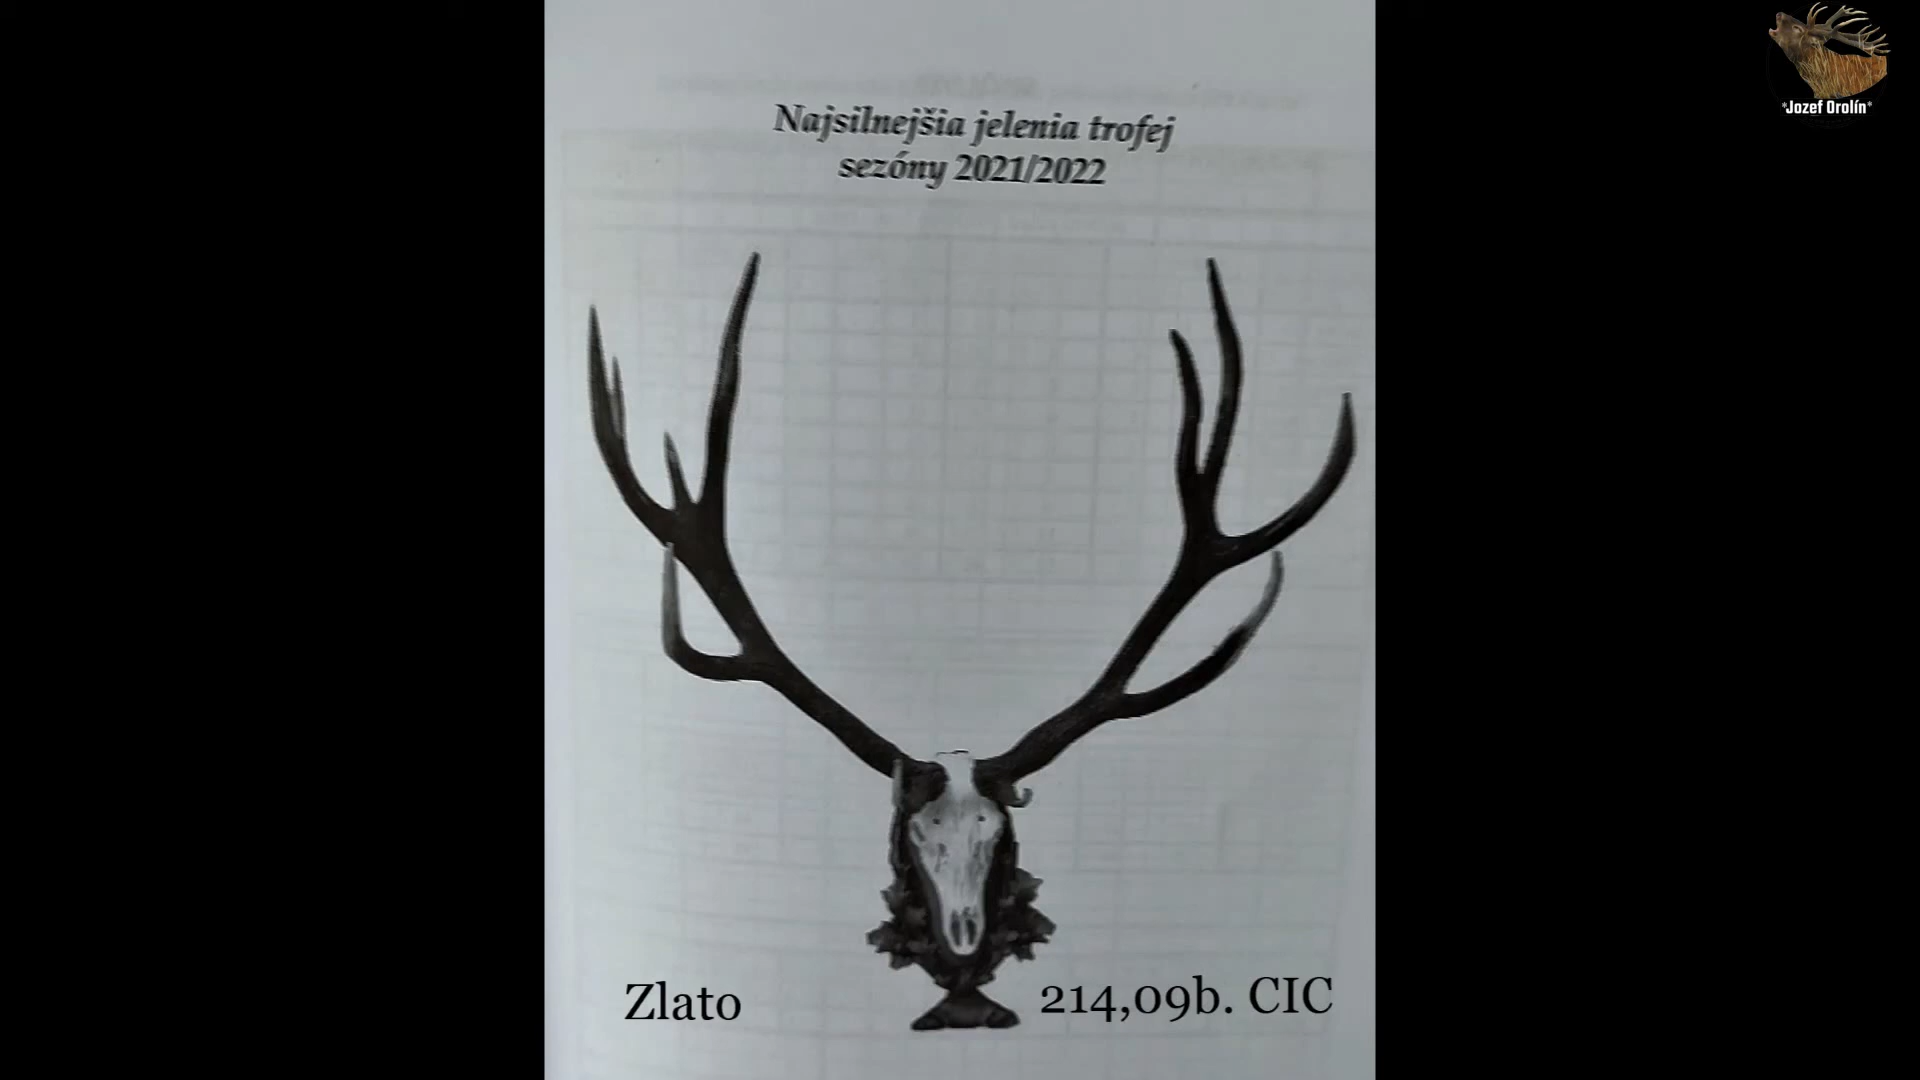 Najsilnejšia jelenia trofej
sezóny 2021/2022
Zlato
214,09b. CIC
*Jozef Orolín*